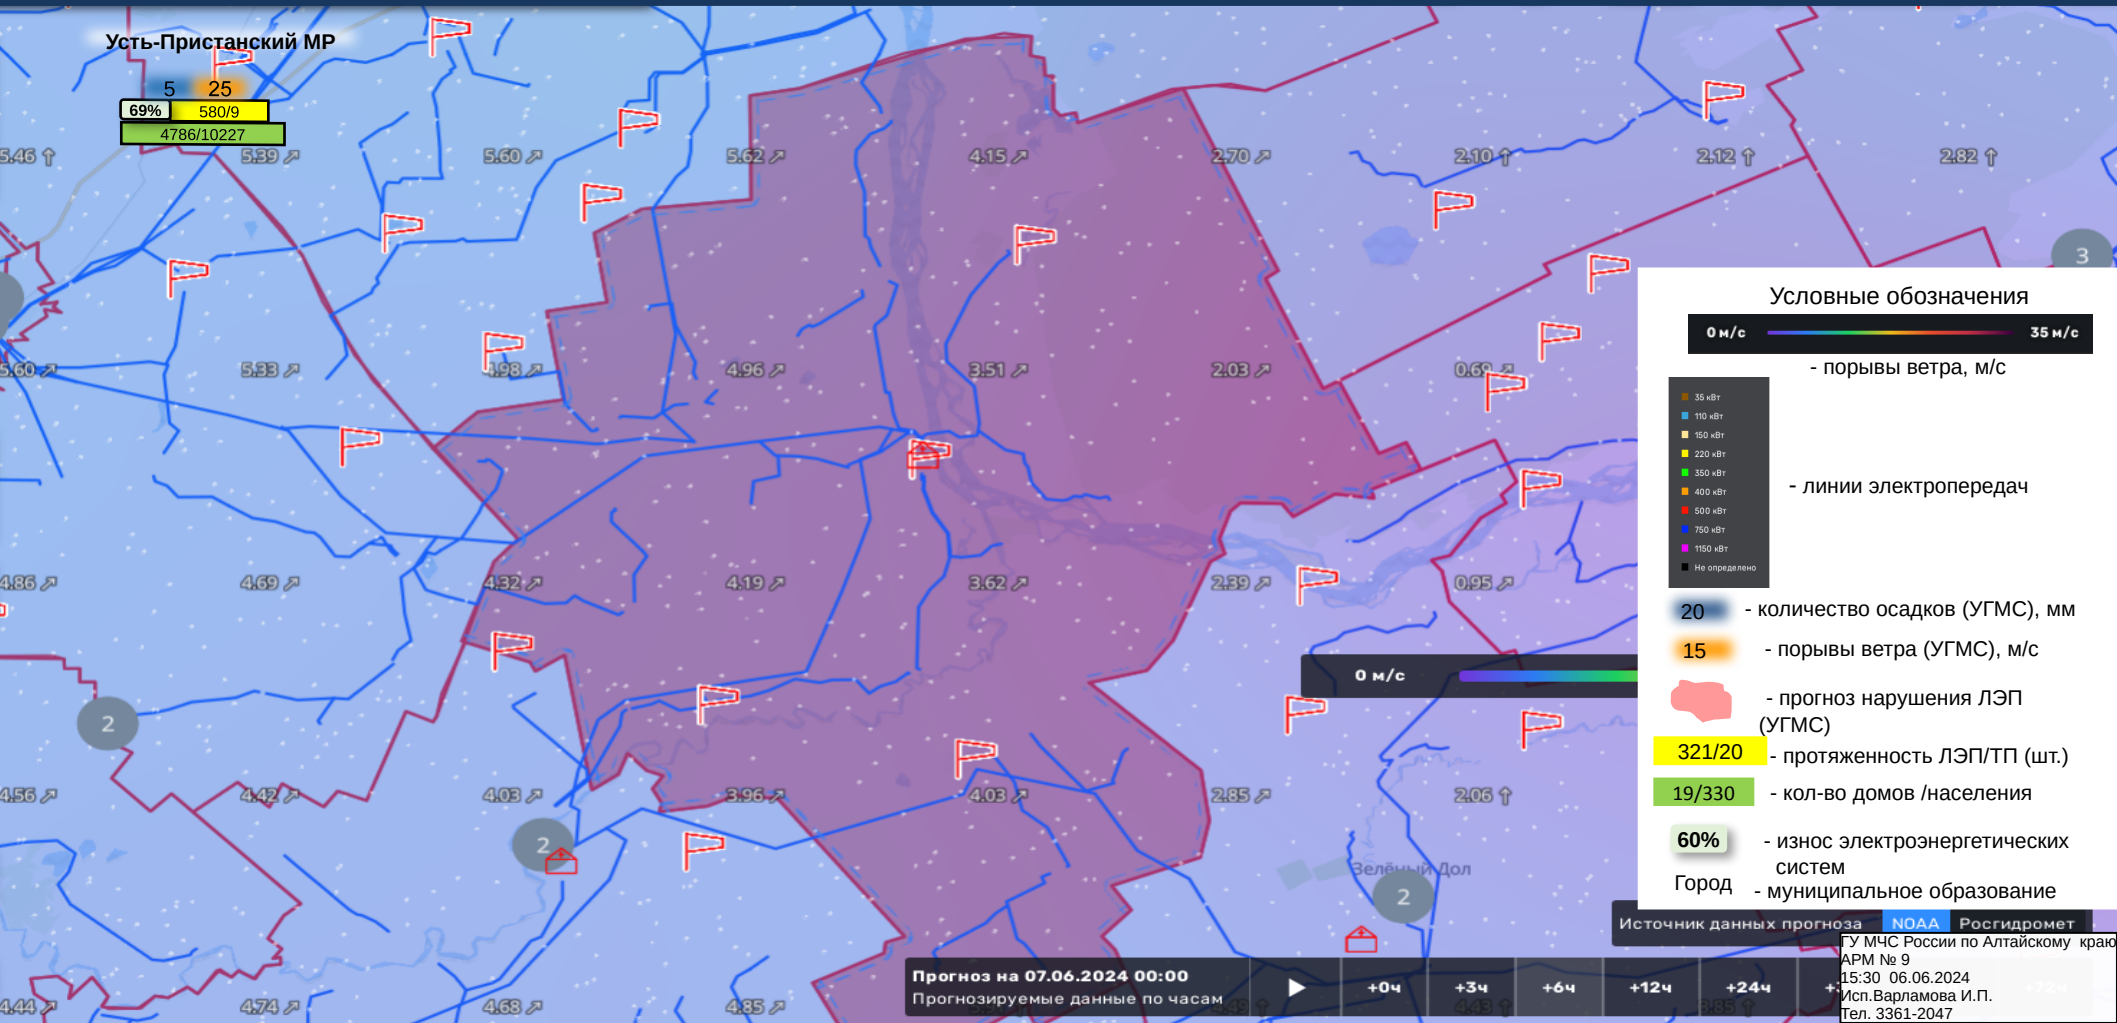 Усть-Пристанский МР
5 25
69% 580/9
4786/10227
5.46 ↑ 5.39 ↗ 5.60 ↗ 5.62 ↗ 4.15 ↗ 2.70 ↗ 2.10 ↑ 2.12 ↑ 2.82 ↑
3
5.60 ↗ 5.33 ↗ 4.98 ↗ 4.96 ↗ 3.51 ↗ 2.03 ↗ 0.69 ↗
4.86 ↗ 4.69 ↗ 4.32 ↗ 4.19 ↗ 3.62 ↗ 2.39 ↗ 0.95 ↗
0 м/с
2
4.56 ↗ 4.42 ↗ 4.03 ↗ 3.96 ↗ 4.03 ↗ 2.85 ↗ 2.06 ↑
2
Зелёный Дол
2
4.44 ↗ 4.74 ↗ 4.68 ↗ 4.85 ↗
Условные обозначения
0 м/с 35 м/с
- порывы ветра, м/с
35 кВт
110 кВт
150 кВт
220 кВт
350 кВт
400 кВт
500 кВт
750 кВт
1150 кВт
Не определено
- линии электропередач
20 - количество осадков (УГМС), мм
15 - порывы ветра (УГМС), м/с
- прогноз нарушения ЛЭП
(УГМС)
321/20 - протяженность ЛЭП/ТП (шт.)
19/330 - кол-во домов /населения
60% - износ электроэнергетических
систем
Город - муниципальное образование
Источник данных прогноза NOAA Росгидромет
Прогноз на 07.06.2024 00:00
Прогнозируемые данные по часам
+0ч +3ч +6ч +12ч +24ч
ГУ МЧС России по Алтайскому краю
АРМ № 9
15:30 06.06.2024
Исп.Варламова И.П.
Тел. 3361-2047